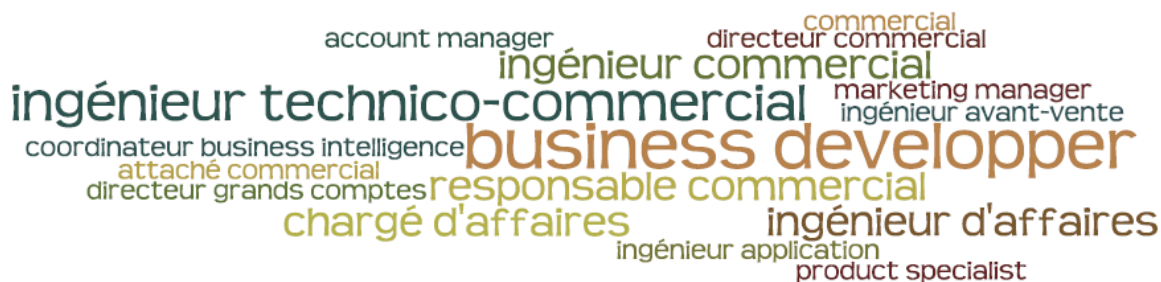 commercial
account manager
directeur commercial
ingénieur commercial
marketing manager
ingénieur technico-commercial
ingénieur avant-vente
coordinateur business intelligence
business developper
attaché commercial
directeur grands comptes
responsable commercial
chargé d'affaires
ingénieur d'affaires
ingénieur application
product specialist